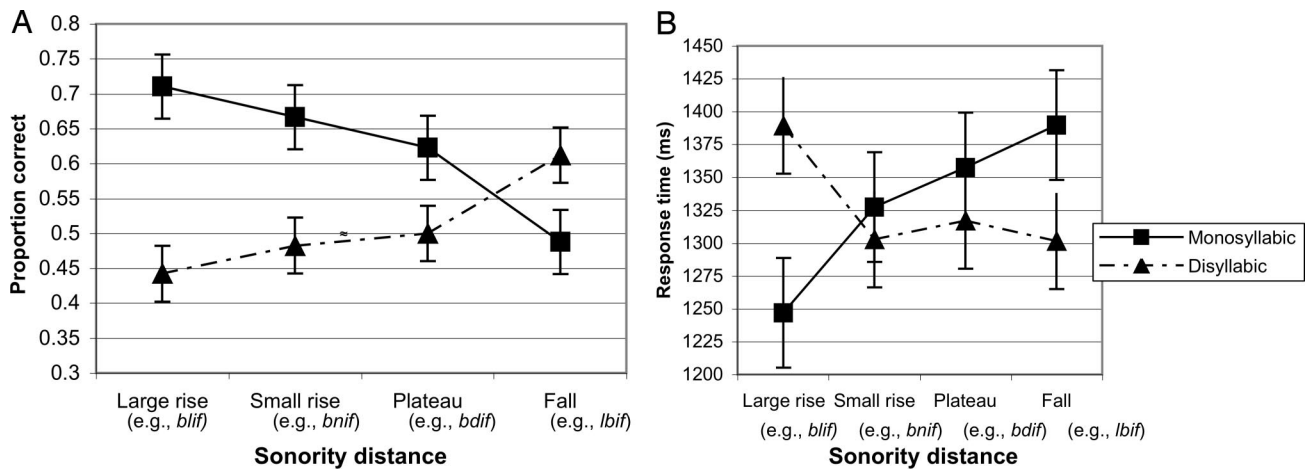 A
0.8
0.75
0.7
0.65
0.6
0.55
0.5
0.45
0.4
0.35
0.3
Proportion correct
≈
Large rise Small rise Plateau Fall
(e.g., blif) (e.g., bnif) (e.g., bdif) (e.g., lbif)
Sonority distance
B
1450
1425
1400
1375
1350
1325
1300
1275
1250
1225
1200
Response time (ms)
Large rise Small rise Plateau Fall
(e.g., blif) (e.g., bnif) (e.g., bdif) (e.g., lbif)
Sonority distance
Monosyllabic
Disyllabic